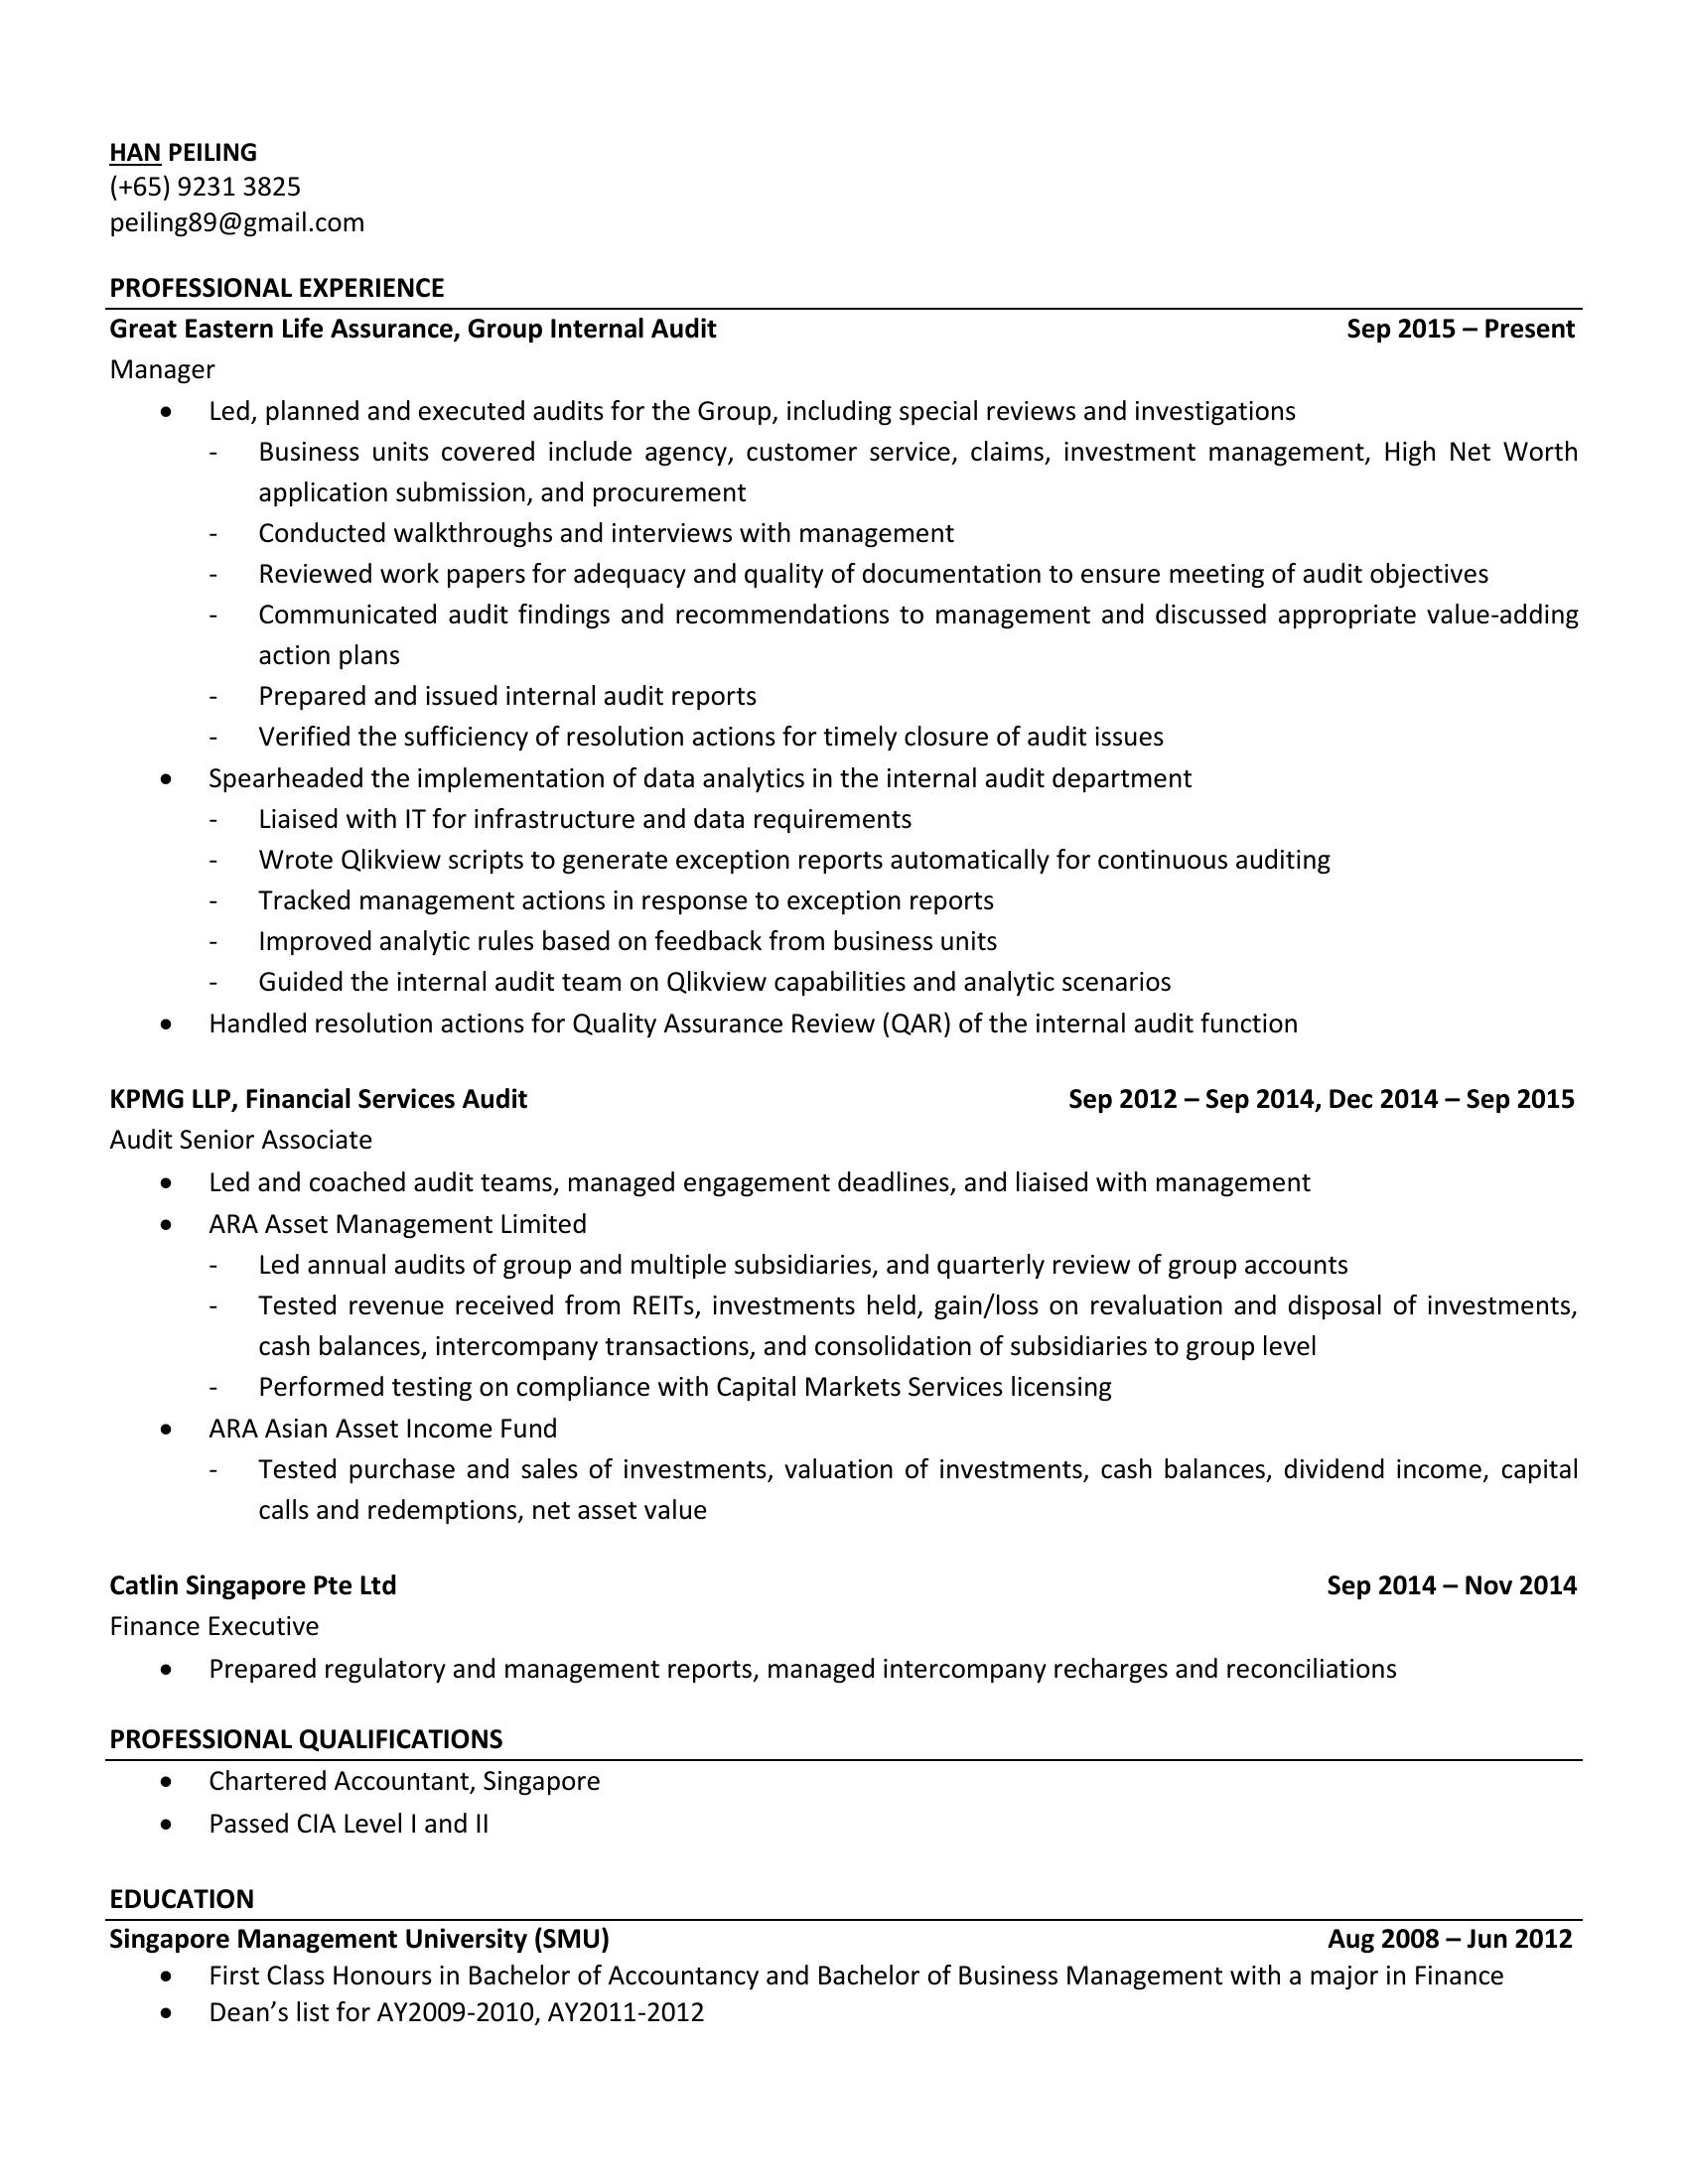 HAN PEILING
(+65) 9231 3825
peiling89@gmail.com
PROFESSIONAL EXPERIENCE
Great Eastern Life Assurance, Group Internal Audit Sep 2015 – Present
Manager
• Led, planned and executed audits for the Group, including special reviews and investigations
- Business units covered include agency, customer service, claims, investment management, High Net Worth
application submission, and procurement
- Conducted walkthroughs and interviews with management
- Reviewed work papers for adequacy and quality of documentation to ensure meeting of audit objectives
- Communicated audit findings and recommendations to management and discussed appropriate value-adding
action plans
- Prepared and issued internal audit reports
- Verified the sufficiency of resolution actions for timely closure of audit issues
• Spearheaded the implementation of data analytics in the internal audit department
- Liaised with IT for infrastructure and data requirements
- Wrote Qlikview scripts to generate exception reports automatically for continuous auditing
- Tracked management actions in response to exception reports
- Improved analytic rules based on feedback from business units
- Guided the internal audit team on Qlikview capabilities and analytic scenarios
• Handled resolution actions for Quality Assurance Review (QAR) of the internal audit function
KPMG LLP, Financial Services Audit Sep 2012 – Sep 2014, Dec 2014 – Sep 2015
Audit Senior Associate
• Led and coached audit teams, managed engagement deadlines, and liaised with management
• ARA Asset Management Limited
- Led annual audits of group and multiple subsidiaries, and quarterly review of group accounts
- Tested revenue received from REITs, investments held, gain/loss on revaluation and disposal of investments,
cash balances, intercompany transactions, and consolidation of subsidiaries to group level
- Performed testing on compliance with Capital Markets Services licensing
• ARA Asian Asset Income Fund
- Tested purchase and sales of investments, valuation of investments, cash balances, dividend income, capital
calls and redemptions, net asset value
Catlin Singapore Pte Ltd Sep 2014 – Nov 2014
Finance Executive
• Prepared regulatory and management reports, managed intercompany recharges and reconciliations
PROFESSIONAL QUALIFICATIONS
• Chartered Accountant, Singapore
• Passed CIA Level I and II
EDUCATION
Singapore Management University (SMU) Aug 2008 – Jun 2012
• First Class Honours in Bachelor of Accountancy and Bachelor of Business Management with a major in Finance
• Dean’s list for AY2009-2010, AY2011-2012